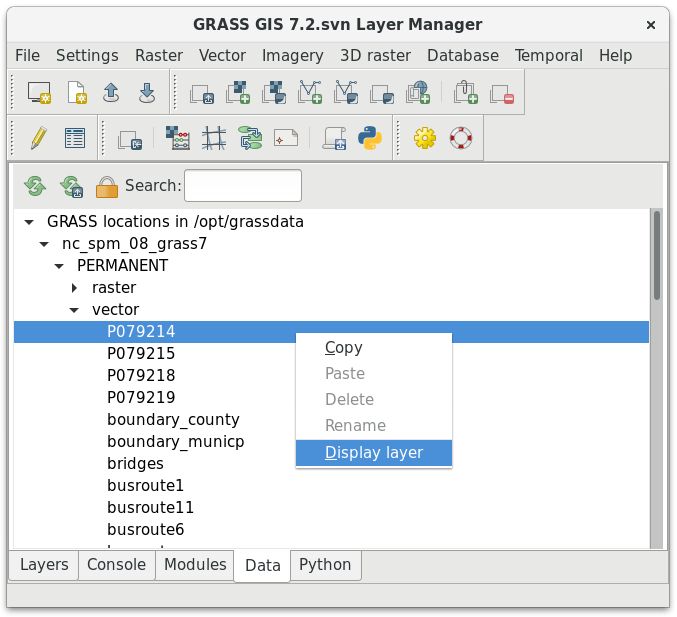 GRASS GIS 7.2.svn Layer Manager
File Settings Raster Vector Imagery 3D raster Database Temporal Help
Search:
GRASS locations in /opt/grassdata
nc_spm_08_grass7
PERMANENT
raster
vector
P079214
P079215
P079218
P079219
boundary_county
boundary_municp
bridges
busroute1
busroute11
busroute6
Copy
Paste
Delete
Rename
Display layer
Layers Console Modules Data Python